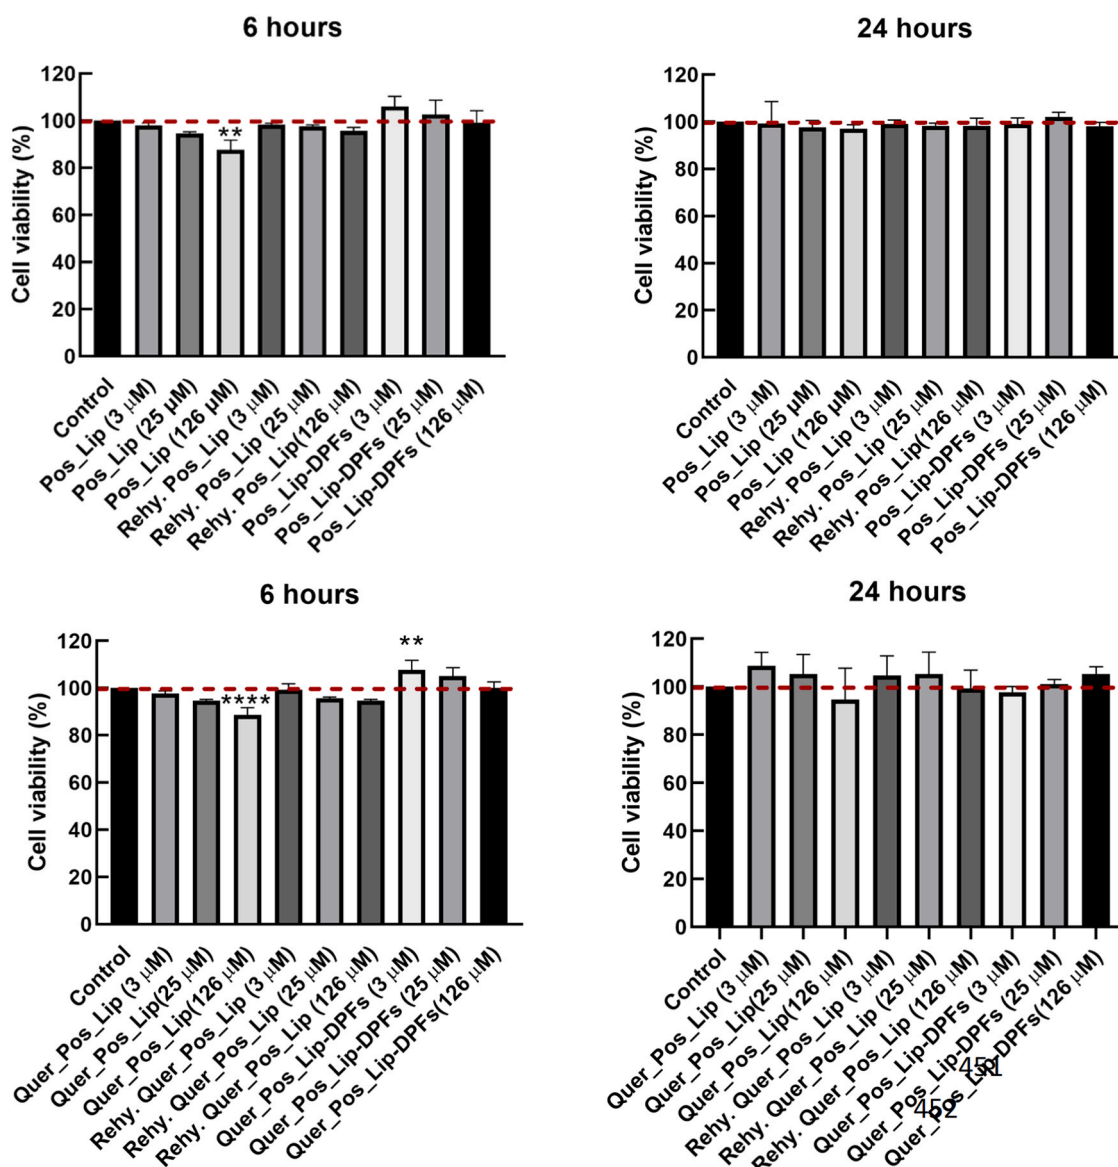 6 hours
Cell viability (%)
120
100
80
60
40
20
0
**
Control
Pos_Lip (3 μM)
Pos_Lip (25 μM)
Pos_Lip (126 μM)
Rehy. Pos_Lip (3 μM)
Rehy. Pos_Lip (25 μM)
Rehy. Pos_Lip(126 μM)
Pos_Lip-DPFs (3 μM)
Pos_Lip-DPFs (25 μM)
Pos_Lip-DPFs (126 μM)
24 hours
Cell viability (%)
120
100
80
60
40
20
0
Control
Pos_Lip (3 μM)
Pos_Lip (25 μM)
Pos_Lip (126 μM)
Rehy. Pos_Lip (3 μM)
Rehy. Pos_Lip (25 μM)
Rehy. Pos_Lip(126 μM)
Pos_Lip-DPFs (3 μM)
Pos_Lip-DPFs (25 μM)
Pos_Lip-DPFs (126 μM)
6 hours
Cell viability (%)
120
100
80
60
40
20
0
****
**
Control
Quer_Pos_Lip (3 μM)
Quer_Pos_Lip(25 μM)
Quer_Pos_Lip(126 μM)
Rehy. Quer_Pos_Lip (3 μM)
Rehy. Quer_Pos_Lip (25 μM)
Rehy. Quer_Pos_Lip (126 μM)
Quer_Pos_Lip-DPFs (3 μM)
Quer_Pos_Lip-DPFs (25 μM)
Quer_Pos_Lip-DPFs(126 μM)
24 hours
Cell viability (%)
120
100
80
60
40
20
0
Control
Quer_Pos_Lip (3 μM)
Quer_Pos_Lip(25 μM)
Quer_Pos_Lip(126 μM)
Rehy. Quer_Pos_Lip (3 μM)
Rehy. Quer_Pos_Lip (25 μM)
Rehy. Quer_Pos_Lip (126 μM)
Quer_Pos_Lip-DPFs (3 μM)
Quer_Pos_Lip-DPFs (25 μM)
Quer_Pos_Lip-DPFs(126 μM)
451
452